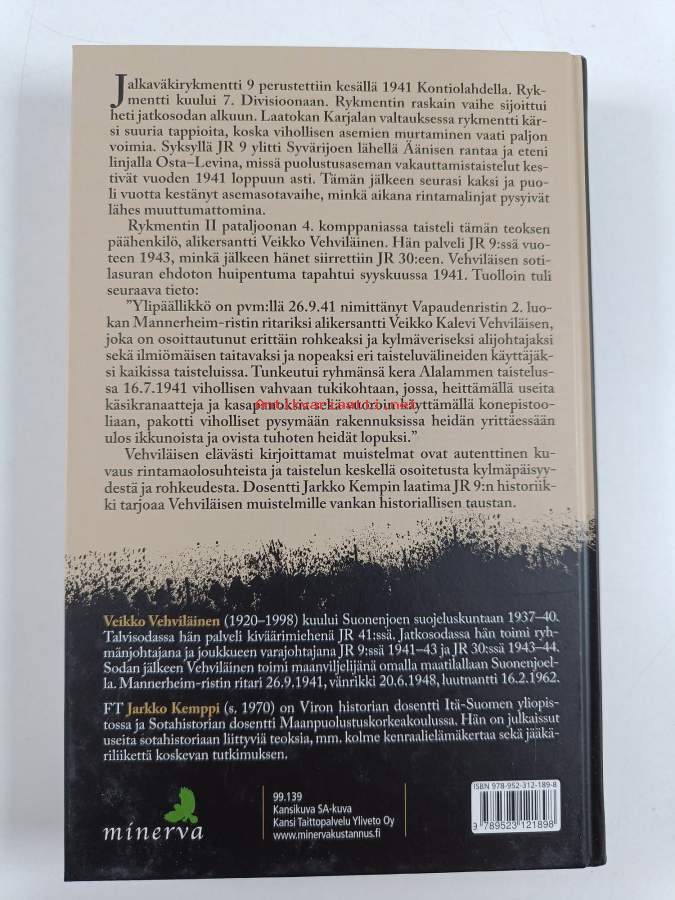 Jalkaväkirykmentti 9 perustettiin kesällä 1941 Kontiolahdella. Ryk-
mentti kuului 7. Divisioonaan. Rykmentin raskain vaihe sijoittui
heti jatkosodan alkuun. Laatokan Karjalan valtauksessa rykmentti kär-
si suuria tappioita, koska vihollisen asemien murtaminen vaati paljon
voimia. Syksyllä JR 9 ylitti Syvärijoen lähellä Äänisen rantaa ja eteni
linjalla Osta–Levina, missä puolustusaseman vakauttamistaistelut kes-
tivät vuoden 1941 loppuun asti. Tämän jälkeen seurasi kaksi ja puo-
li vuotta kestänyt asemasotavaihe, minkä aikana rintamalinjat pysyivät
lähes muuttumattomina.
Rykmentin II pataljoonan 4. komppaniassa taisteli tämän teoksen
päähenkilö, alikersantti Veikko Vehviläinen. Hän palveli JR 9:ssä vuo-
teen 1943, minkä jälkeen hänet siirrettiin JR 30:een. Vehviläisen soti-
lasuran ehdoton huipentuma tapahtui syyskuussa 1941. Tuolloin tuli
seuraava tieto:
”Ylipäällikkö on pvm:llä 26.9.41 nimittänyt Vapaudenristin 2. luo-
kan Mannerheim-ristin ritariksi alikersantti Veikko Kalevi Vehviläisen,
joka on osoittautunut erittäin rohkeaksi ja kylmäveriseksi alijohtajaksi
sekä ilmiömäisen taitavaksi ja nopeaksi eri taisteluvälineiden käyttäjäk-
si kaikissa taisteluissa. Tunkeutui ryhmänsä kera Alalammen taistelus-
sa 16.7.1941 vihollisen vahvaan tukikohtaan, jossa, heittämällä useita
käsikranaatteja ja kasapanoksia sekä suoraan käyttämällä konepistoo-
liaan, pakotti viholliset pysymään rakennuksissa heidän yrittäessään
ulos ikkunoista ja ovista tuhoten heidät lopuksi.”
Vehviläisen elävästi kirjoittamat muistelmat ovat autenttinen ku-
vaus rintamaolosuhteista ja taistelun keskellä osoitetusta kylmäpäisyy-
destä ja rohkeudesta. Dosentti Jarkko Kempin laatima JR 9:n historiik-
ki tarjoaa Vehviläisen muistelmille vankan historiallisen taustan.
Antikvariaatti.net
Veikko Vehviläinen (1920–1998) kuului Suonenjoen suojeluskuntaan 1937–40.
Talvisodassa hän palveli kiväärimiehenä JR 41:ssä. Jatkosodassa hän toimi ryh-
mänjohtajana ja joukkueen varajohtajana JR 9:ssä 1941–43 ja JR 30:ssä 1943–44.
Sodan jälkeen Vehviläinen toimi maanviljelijänä omalla maatilallaan Suonenjoel-
la. Mannerheim-ristin ritari 26.9.1941, vänrikki 20.6.1948, luutnantti 16.2.1962.
FT Jarkko Kemppi (s. 1970) on Viron historian dosentti Itä-Suomen yliopis-
tossa ja Sotahistorian dosentti Maanpuolustuskorkeakoulussa. Hän on julkaissut
useita sotahistoriaan liittyviä teoksia, mm. kolme kenraalielämäkertaa sekä jääkä-
riliikettä koskevan tutkimuksen.
minerva
99.139
Kansikuva SA-kuva
Kansi Taittopalvelu Yliveto Oy
www.minervakustannus.fi
ISBN 978-952-312-189-8
9 789523 121898